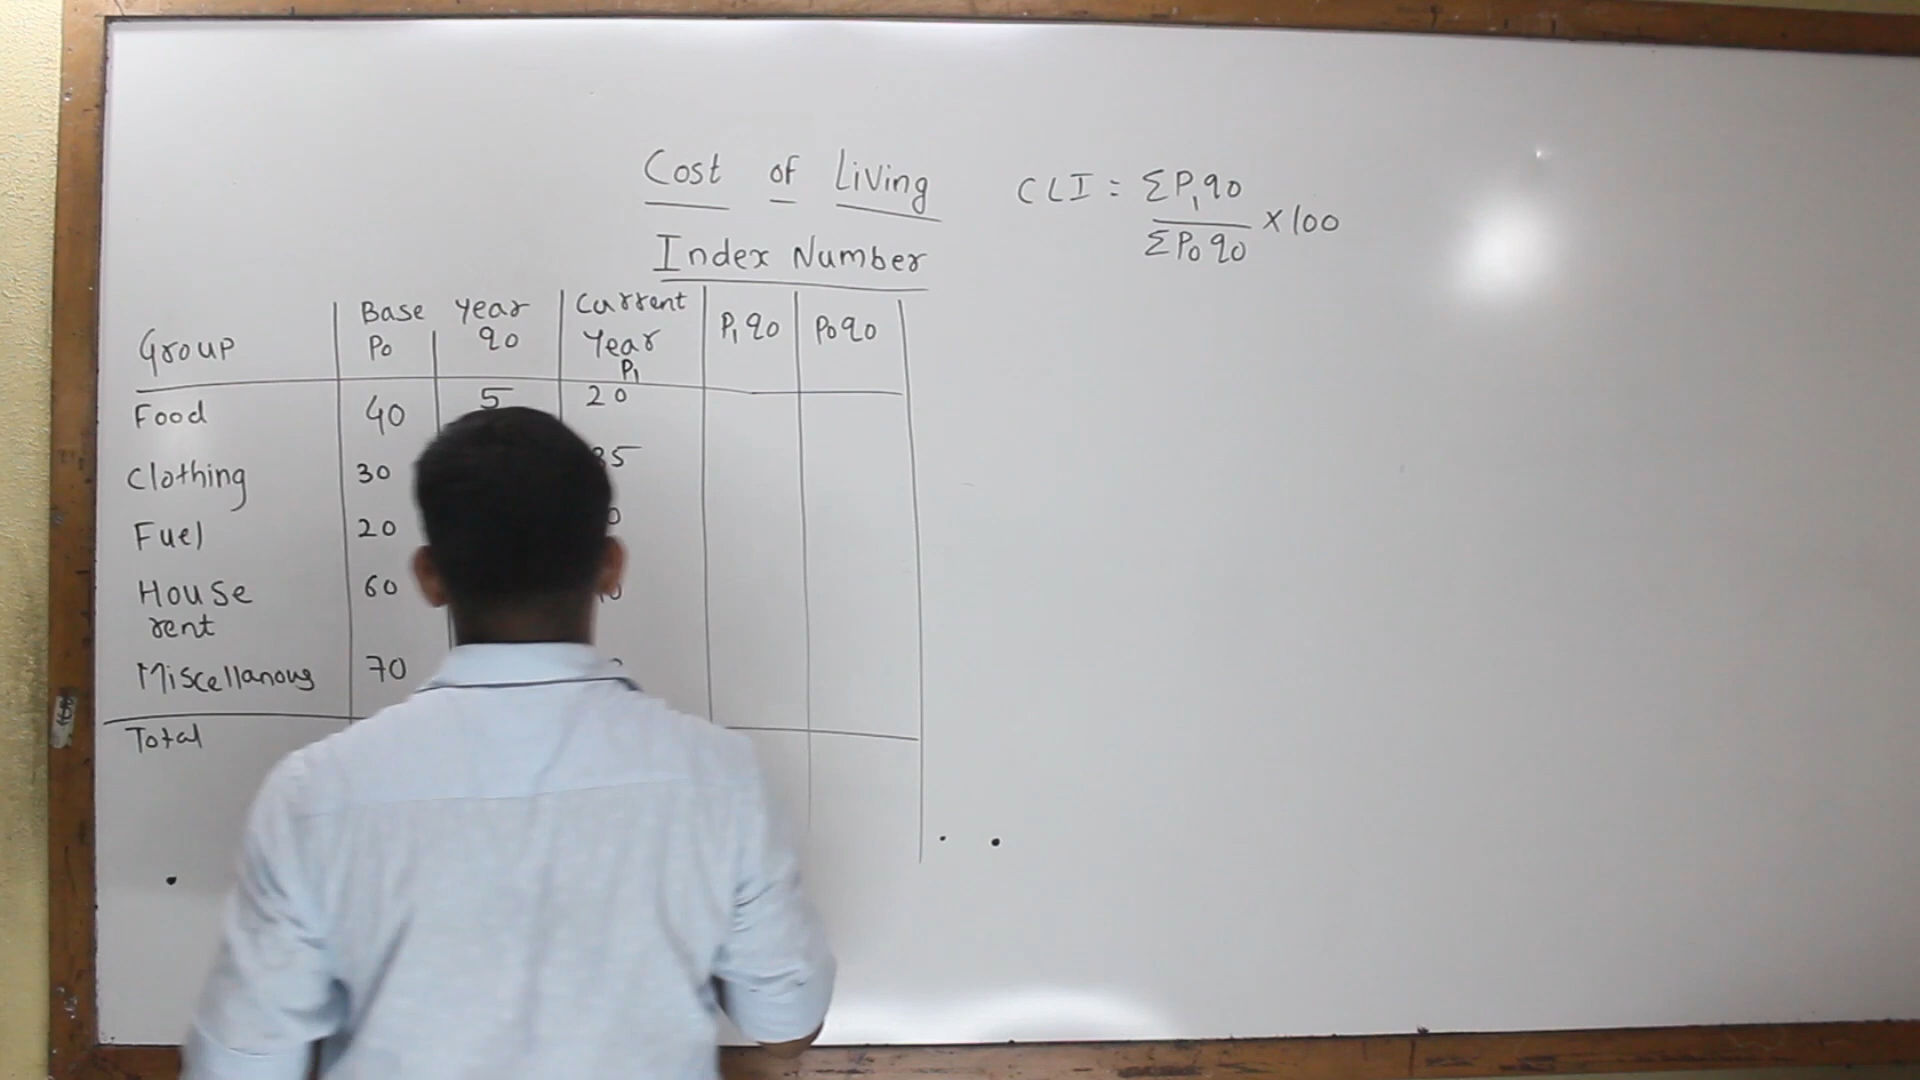 Cost of Living
Index Number
CLI = ΣP₁q0
ΣP0q0 × 100
Group Base Year Current Year P₁q0 P0q0
P0 q0 P₁
Food 40 5 20
Clothing 30
Fuel 20
House rent 60
Miscellanous 70
Total